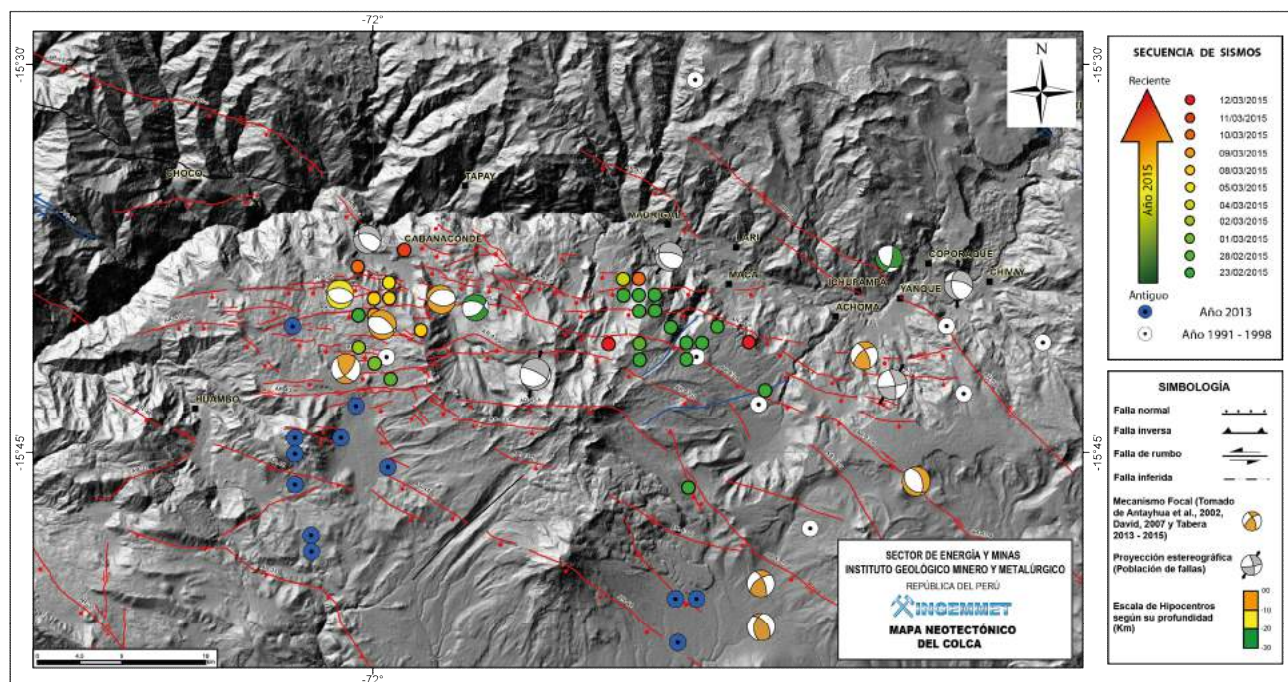 -72°
-15°30'
-15°30'
N
CHOCO
TAPAY
MADRIGAL
CABANACONDE
LARI
MACA
COPORAQUE
CHIVAY
ICHUPAMPA
YANQUE
ACHOMA
HUAMBO
-15°45'
-15°45'
-72°
SECTOR DE ENERGÍA Y MINAS
INSTITUTO GEOLÓGICO MINERO Y METALÚRGICO
REPÚBLICA DEL PERÚ
INGEMMET
MAPA NEOTECTÓNICO
DEL COLCA
SECUENCIA DE SISMOS
Reciente
Año 2015
12/03/2015
11/03/2015
10/03/2015
09/03/2015
08/03/2015
05/03/2015
04/03/2015
02/03/2015
01/03/2015
28/02/2015
23/02/2015
Antiguo
Año 2013
Año 1991 - 1998
SIMBOLOGÍA
Falla normal
Falla inversa
Falla de rumbo
Falla inferida
Mecanismo Focal (Tomado
de Antayhua et al., 2002,
David, 2007 y Tabera
2013 - 2015)
Proyección estereográfica
(Población de fallas)
Escala de Hipocentros
según su profundidad
(Km)
00
-10
-20
-30